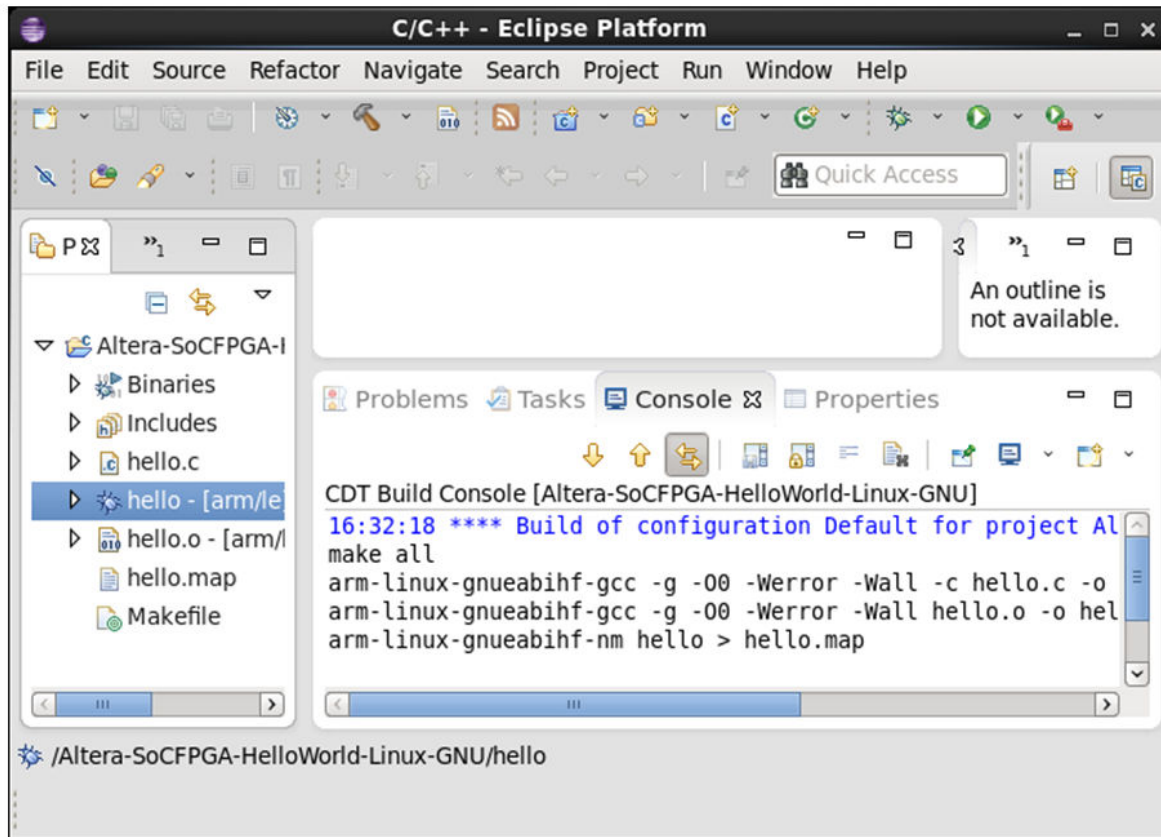 C/C++ - Eclipse Platform
File Edit Source Refactor Navigate Search Project Run Window Help
Quick Access
P
»1
»1
An outline is
not available.
Altera-SoCFPGA-
Binaries
Includes
hello.c
hello - [arm/le
hello.o - [arm/
hello.map
Makefile
Problems Tasks Console Properties
CDT Build Console [Altera-SoCFPGA-HelloWorld-Linux-GNU]
16:32:18 **** Build of configuration Default for project Al
make all
arm-linux-gnueabihf-gcc -g -O0 -Werror -Wall -c hello.c -o
arm-linux-gnueabihf-gcc -g -O0 -Werror -Wall hello.o -o hel
arm-linux-gnueabihf-nm hello > hello.map
/Altera-SoCFPGA-HelloWorld-Linux-GNU/hello